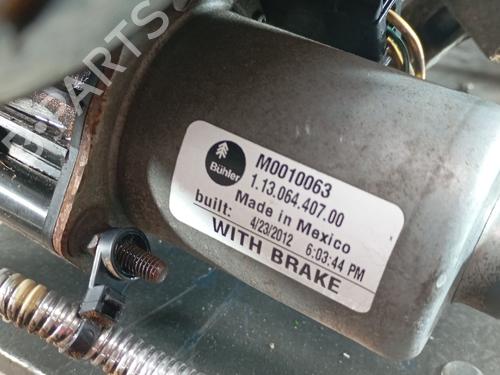 B-PARTS
Bühler
M0010063
1.13.064.407.00
Made in Mexico
built: 4/23/2012 6:03:44 PM
WITH BRAKE